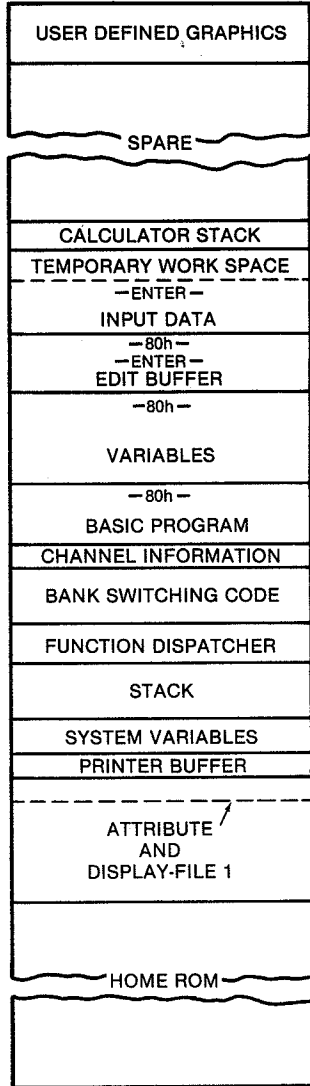 USER DEFINED GRAPHICS
SPARE
CALCULATOR STACK
TEMPORARY WORK SPACE
—ENTER—
INPUT DATA
—80h—
—ENTER—
EDIT BUFFER
—80h—
VARIABLES
—80h—
BASIC PROGRAM
CHANNEL INFORMATION
BANK SWITCHING CODE
FUNCTION DISPATCHER
STACK
SYSTEM VARIABLES
PRINTER BUFFER
ATTRIBUTE
AND
DISPLAY-FILE 1
HOME ROM